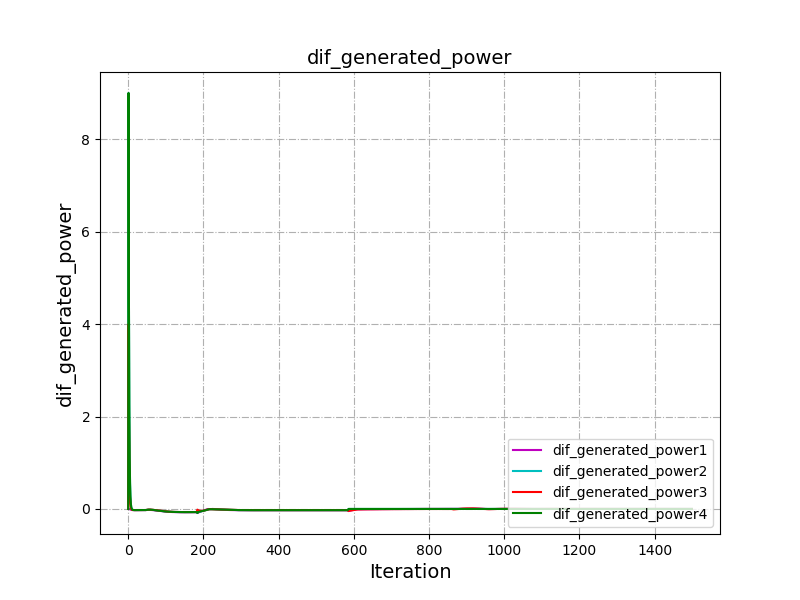 dif_generated_power
dif_generated_power
8
6
4
2
0
dif_generated_power1
dif_generated_power2
dif_generated_power3
dif_generated_power4
0 200 400 600 800 1000 1200 1400
Iteration